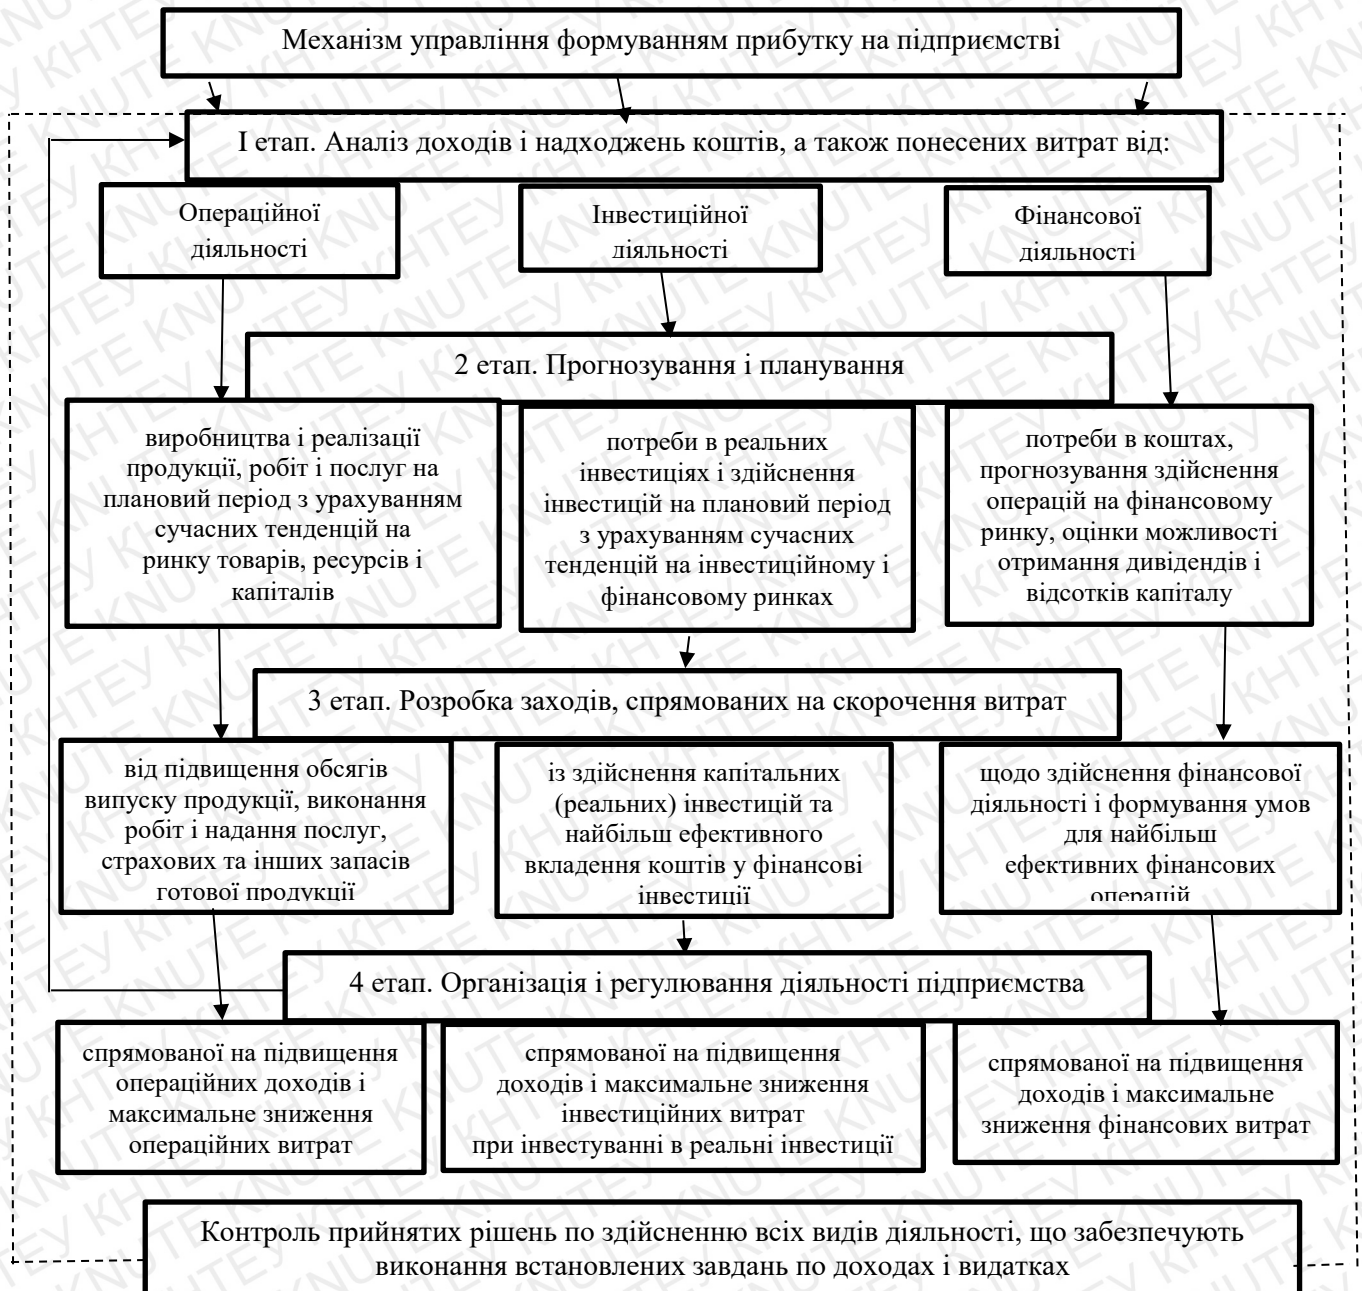 Механізм управління формуванням прибутку на підприємстві
І етап. Аналіз доходів і надходжень коштів, а також понесених витрат від:
Операційної
діяльності
Інвестиційної
діяльності
Фінансової
діяльності
2 етап. Прогнозування і планування
виробництва і реалізації
продукції, робіт і послуг на
плановий період з урахуванням
сучасних тенденцій на
ринку товарів, ресурсів і
капіталів
потреби в реальних
інвестиціях і здійснення
інвестицій на плановий період
з урахуванням сучасних
тенденцій на інвестиційному і
фінансовому ринках
потреби в коштах,
прогнозування здійснення
операцій на фінансовому
ринку, оцінки можливості
отримання дивідендів і
відсотків капіталу
3 етап. Розробка заходів, спрямованих на скорочення витрат
від підвищення обсягів
випуску продукції, виконання
робіт і надання послуг,
страхових та інших запасів
готової продукції
із здійснення капітальних
(реальних) інвестицій та
найбільш ефективного
вкладення коштів у фінансові
інвестиції
щодо здійснення фінансової
діяльності і формування умов
для найбільш
ефективних фінансових
операцій
4 етап. Організація і регулювання діяльності підприємства
спрямованої на підвищення
операційних доходів і
максимальне зниження
операційних витрат
спрямованої на підвищення
доходів і максимальне зниження
інвестиційних витрат
при інвестуванні в реальні інвестиції
спрямованої на підвищення
доходів і максимальне
зниження фінансових витрат
Контроль прийнятих рішень по здійсненню всіх видів діяльності, що забезпечують
виконання встановлених завдань по доходах і видатках